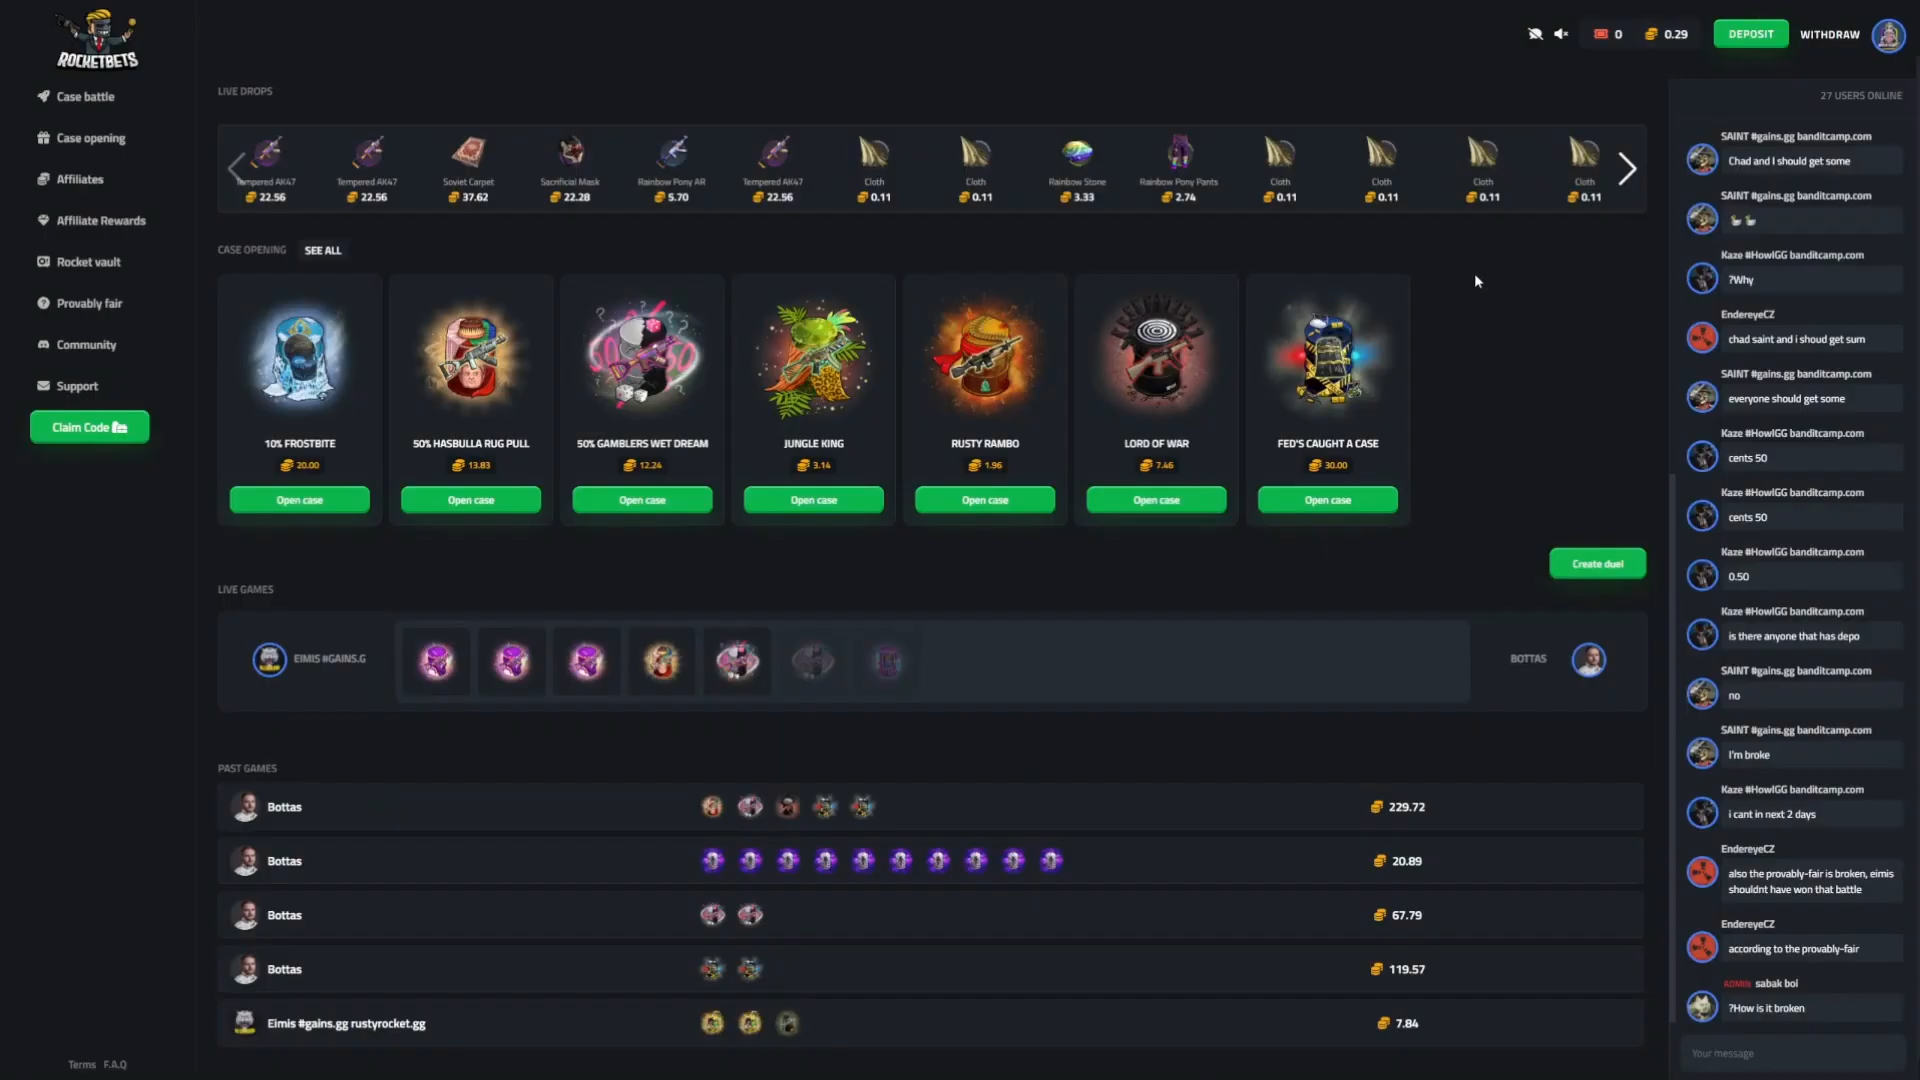 ROCKETBETS
0
0.29
DEPOSIT
WITHDRAW
Case battle
Case opening
Affiliates
Affiliate Rewards
Rocket vault
Provably fair
Community
Support
Claim Code
Terms F.A.Q
LIVE DROPS
Tempered AK47
22.56
Tempered AK47
22.56
Soviet Carpet
37.62
Sacrificial Mask
22.28
Rainbow Pony AR
5.70
Tempered AK47
22.56
Cloth
0.11
Cloth
0.11
Rainbow Stone
3.33
Rainbow Pony Pants
2.74
Cloth
0.11
Cloth
0.11
Cloth
0.11
Cloth
0.11
CASE OPENING
SEE ALL
10% FROSTBITE
20.00
Open case
50% HASBULLA RUG PULL
13.83
Open case
50% GAMBLERS WET DREAM
12.24
Open case
JUNGLE KING
3.14
Open case
RUSTY RAMBO
1.96
Open case
LORD OF WAR
7.46
Open case
FED'S CAUGHT A CASE
30.00
Open case
Create duel
LIVE GAMES
EIMIS #GAINS.G
BOTTAS
PAST GAMES
Bottas
229.72
Bottas
20.89
Bottas
67.79
Bottas
119.57
Eimis #gains.gg rustyrocket.gg
7.84
27 USERS ONLINE
SAINT #gains.gg banditcamp.com
Chad and I should get some
SAINT #gains.gg banditcamp.com
Kaze #HowlGG banditcamp.com
?Why
EndereyeCZ
chad saint and i shoud get sum
SAINT #gains.gg banditcamp.com
everyone should get some
Kaze #HowlGG banditcamp.com
cents 50
Kaze #HowlGG banditcamp.com
cents 50
Kaze #HowlGG banditcamp.com
0.50
Kaze #HowlGG banditcamp.com
is there anyone that has depo
SAINT #gains.gg banditcamp.com
no
SAINT #gains.gg banditcamp.com
I'm broke
Kaze #HowlGG banditcamp.com
i cant in next 2 days
EndereyeCZ
also the provably-fair is broken, eimis
shouldnt have won that battle
EndereyeCZ
according to the provably-fair
ADMIN sabak boi
?How is it broken
Your message